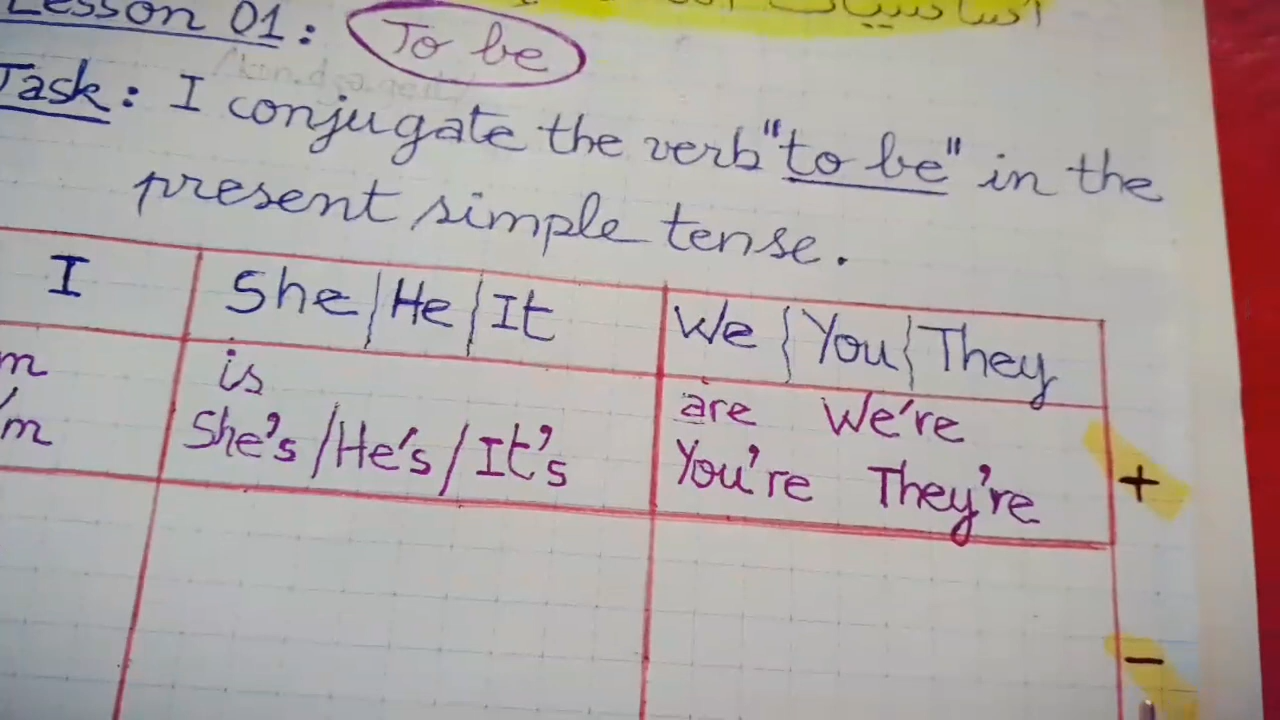 Lesson 01: To be
Task: I conjugate the verb "to be" in the
present simple tense.
I She|He|It We{You{They
m is are We're
'm She's/He's/It's You're They're
+
-